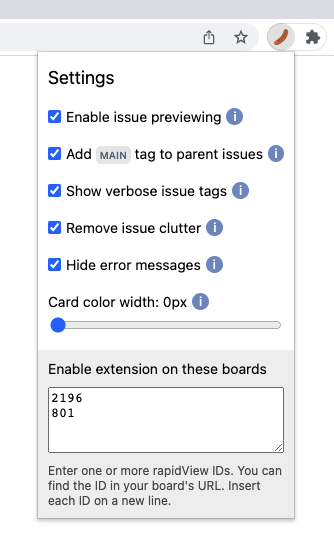 Settings
Enable issue previewing i
Add MAIN tag to parent issues i
Show verbose issue tags i
Remove issue clutter i
Hide error messages i
Card color width: 0px i
Enable extension on these boards
2196
801
Enter one or more rapidView IDs. You can
find the ID in your board's URL. Insert
each ID on a new line.